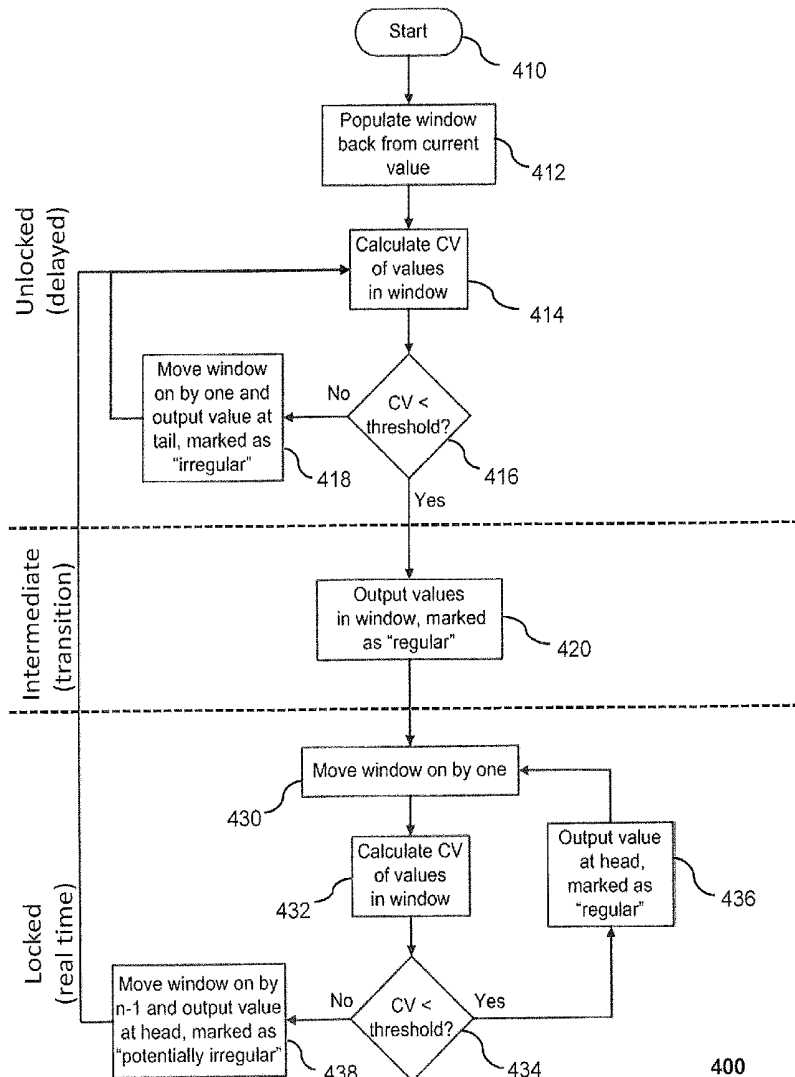 Start
410
Populate window
back from current
value
412
Unlocked
(delayed)
Calculate CV
of values
in window
414
Move window
on by one and
output value at
tail, marked as
“irregular”
418
No
CV <
threshold?
416
Yes
Intermediate
(transition)
Output values
in window, marked
as “regular”
420
Locked
(real time)
Move window on by one
430
Calculate CV
of values
in window
432
Output value
at head,
marked as
“regular”
436
Move window on by
n-1 and output value
at head, marked as
“potentially irregular”
438
No
CV <
threshold?
Yes
434
400